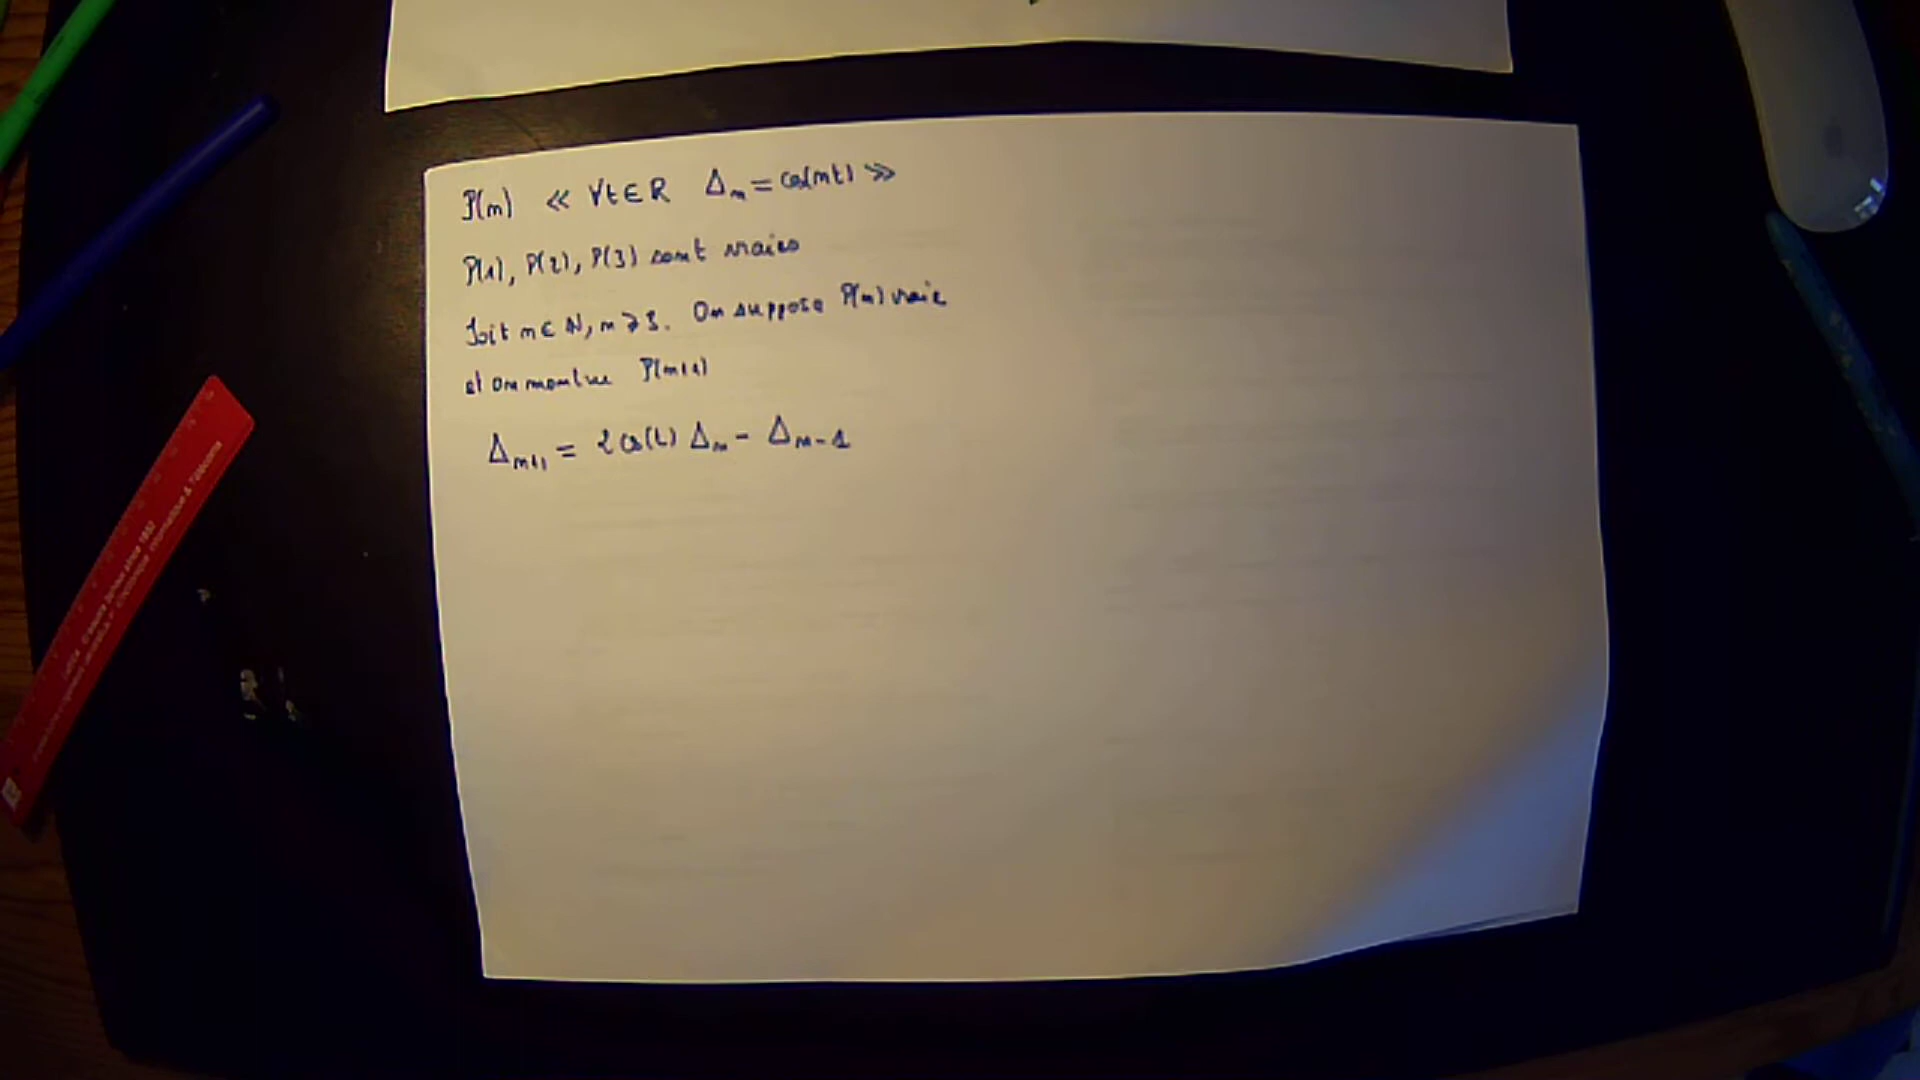 P(n) « ∀t∈R Δn = cos(nt) »
P(1), P(2), P(3) sont vraies
Soit n∈N, n⩾3. On suppose P(n) vraie
et on montre P(n+1)
Δn+1 = 2cos(t) Δn - Δn-1